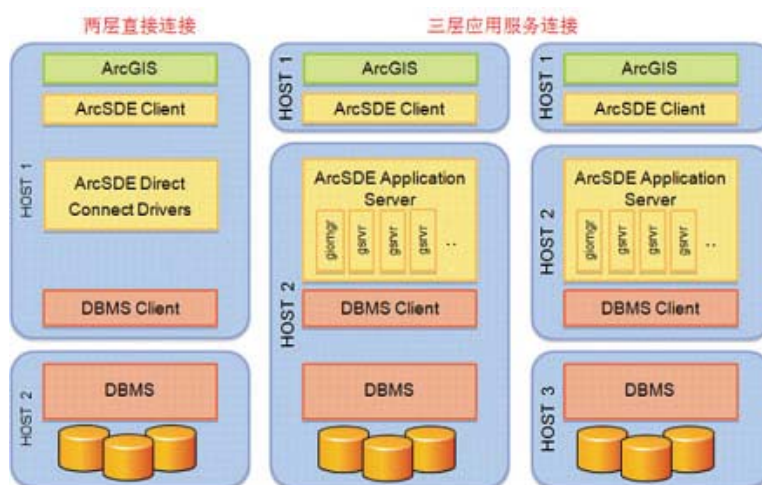 两层直接连接
三层应用服务连接
HOST 1
ArcGIS
ArcSDE Client
ArcSDE Direct
Connect Drivers
DBMS Client
HOST 2
DBMS
HOST 1
ArcGIS
ArcSDE Client
HOST 2
ArcSDE Application
Server
giomgr
gsrvr
gsrvr
gsrvr
..
DBMS Client
DBMS
HOST 1
ArcGIS
ArcSDE Client
HOST 2
ArcSDE Application
Server
giomgr
gsrvr
gsrvr
gsrvr
..
DBMS Client
HOST 3
DBMS